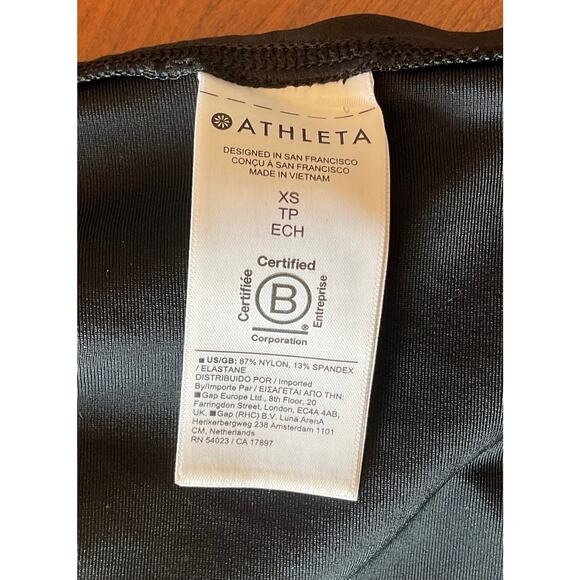 ATHLETA
DESIGNED IN SAN FRANCISCO
CONÇU À SAN FRANCISCO
MADE IN VIETNAM
XS
TP
ECH
Certified
Certifiée
B
®
Entreprise
Corporation
■ US/GB: 87% NYLON, 13% SPANDEX
/ ELASTANE
DISTRIBUIDO POR / Imported
By/Importe Par / ΕΙΣΑΓΕΤΑΙ ΑΠΟ ΤΗΝ:
■ Gap Europe Ltd., 8th Floor, 20
Farringdon Street, London, EC4A 4AB,
UK. ■ Gap (RHC) B.V. Luna ArenA
Herikerbergweg 238 Amsterdam 1101
CM, Netherlands
RN 54023 / CA 17897